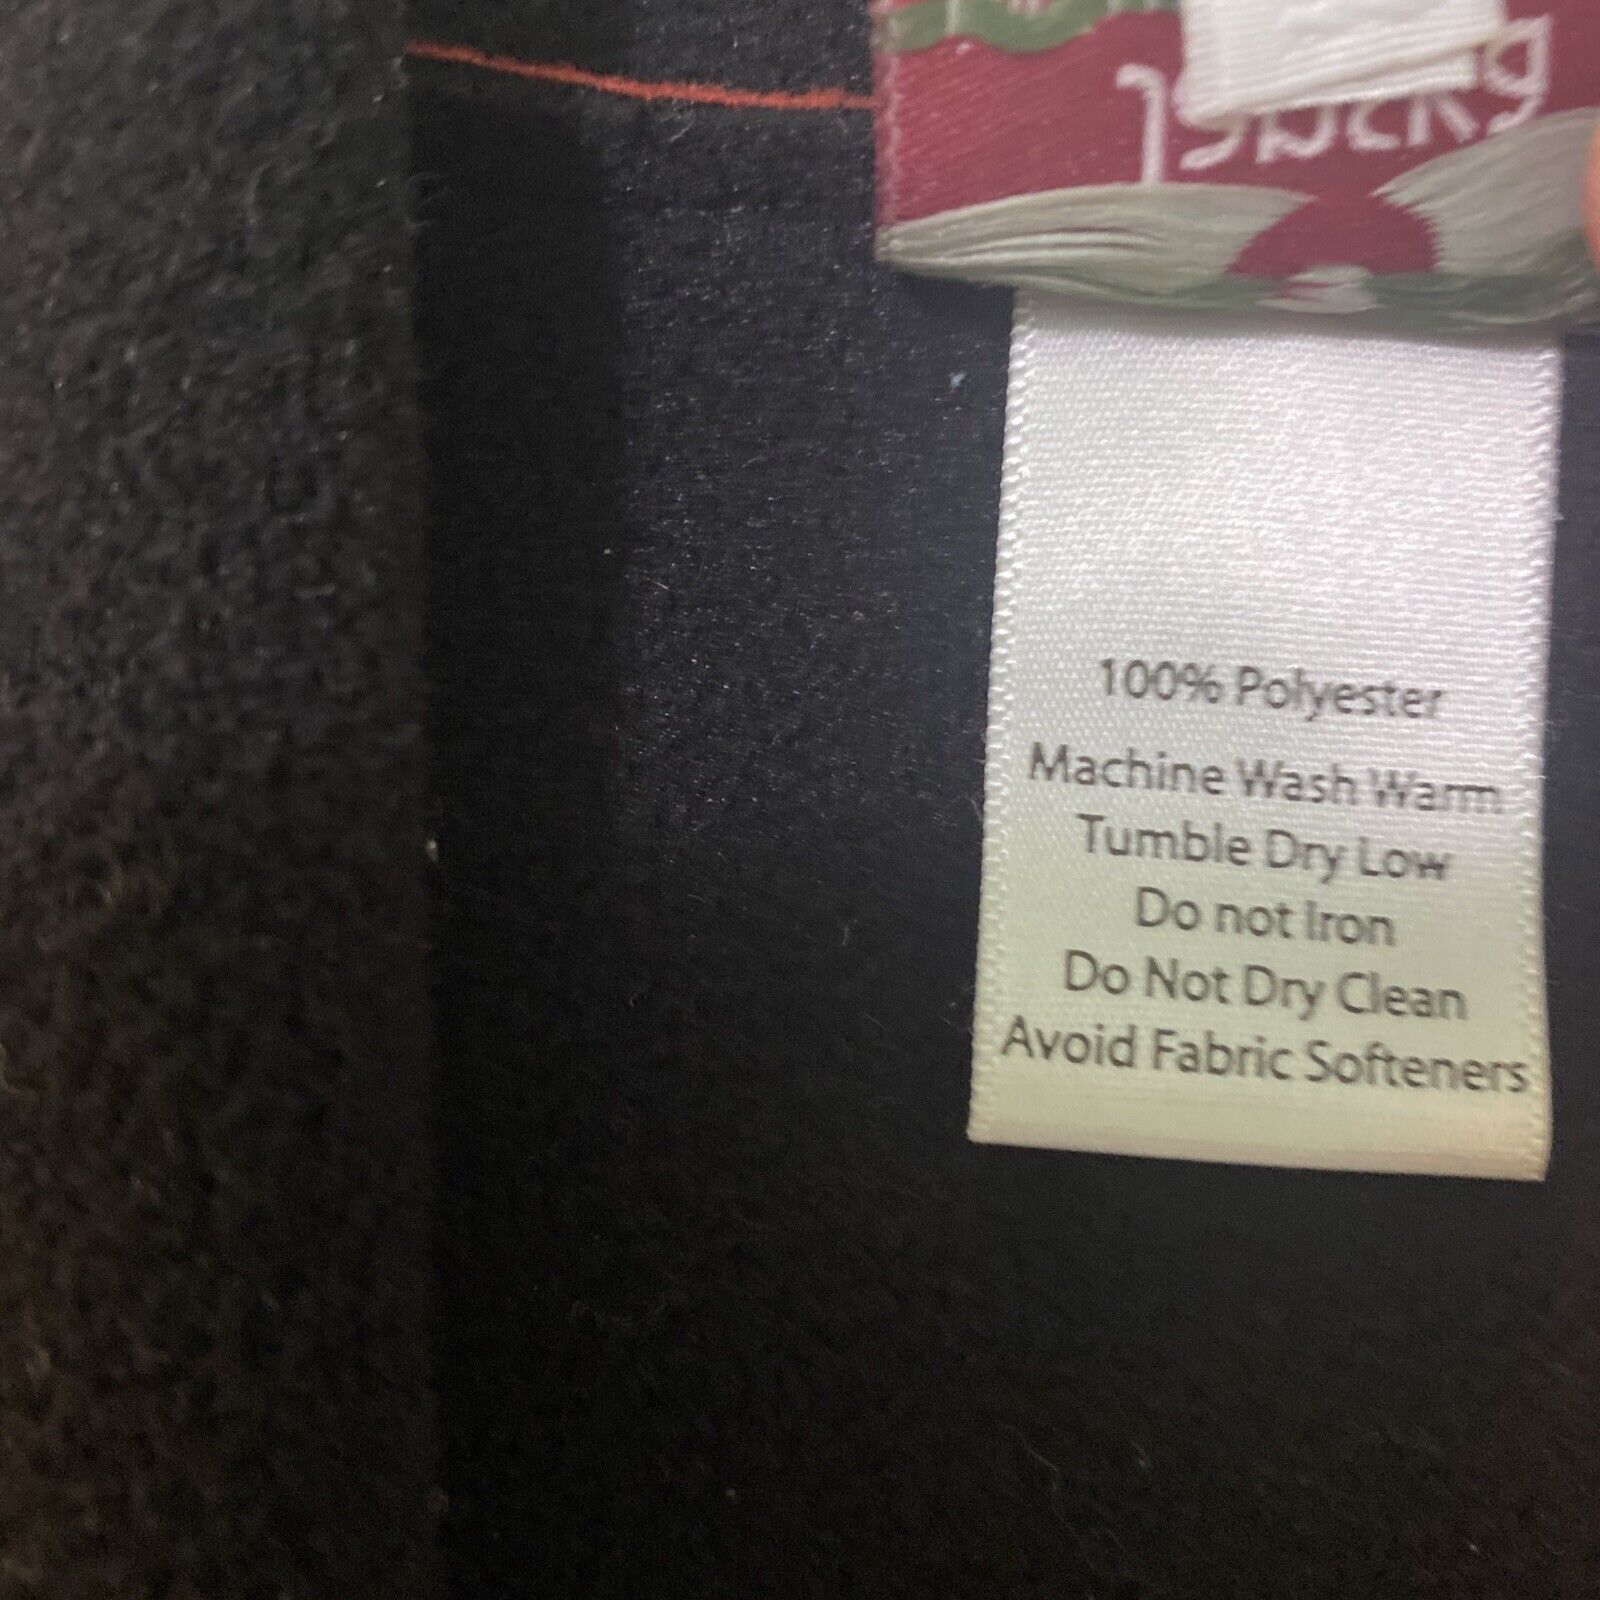 100% Polyester
Machine Wash Warm
Tumble Dry Low
Do not Iron
Do Not Dry Clean
Avoid Fabric Softeners